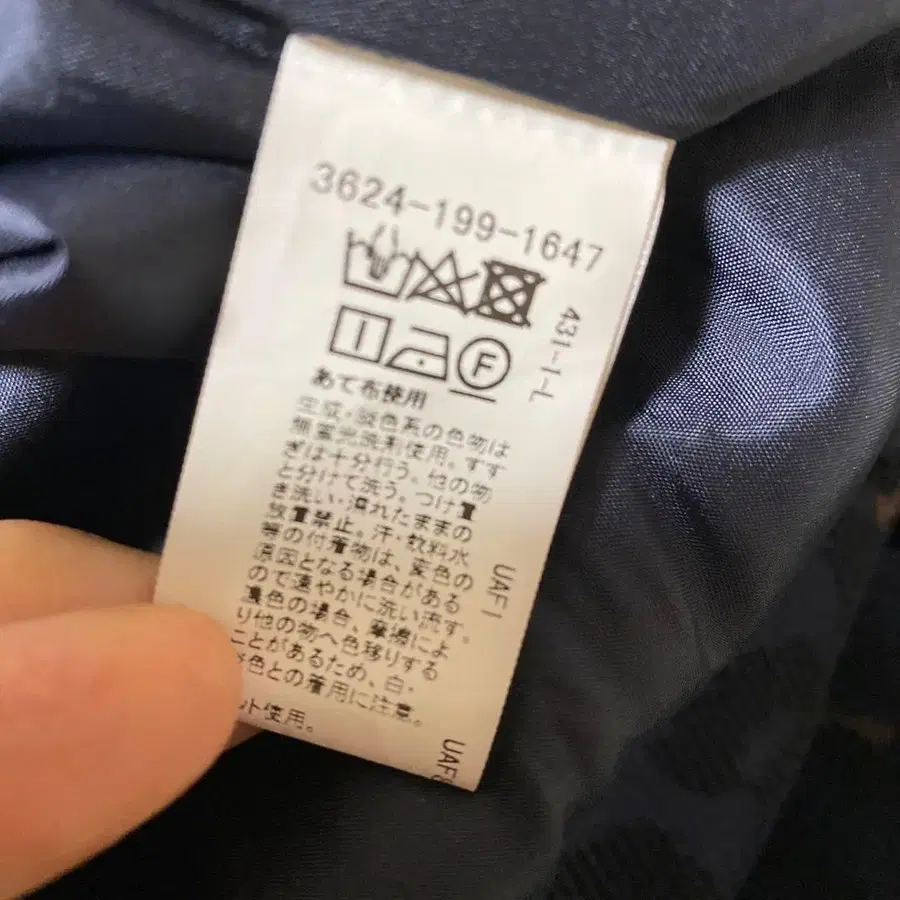 3624-199-1647
431-1-L
F
あて布使用
生成・淡色系の色物は
無蛍光洗剤使用。すす
ぎは十分行う。他の物
と分けて洗う。つけ置
き洗い・濡れたままの
放置禁止。汗・飲料水
等の付着物は、変色の
原因となる場合がある
ので速やかに洗い流す。
濃色の場合、摩擦によ
り他の物へ色移りする
ことがあるため、白・
色との着用に注意。
ット使用。
UAF1